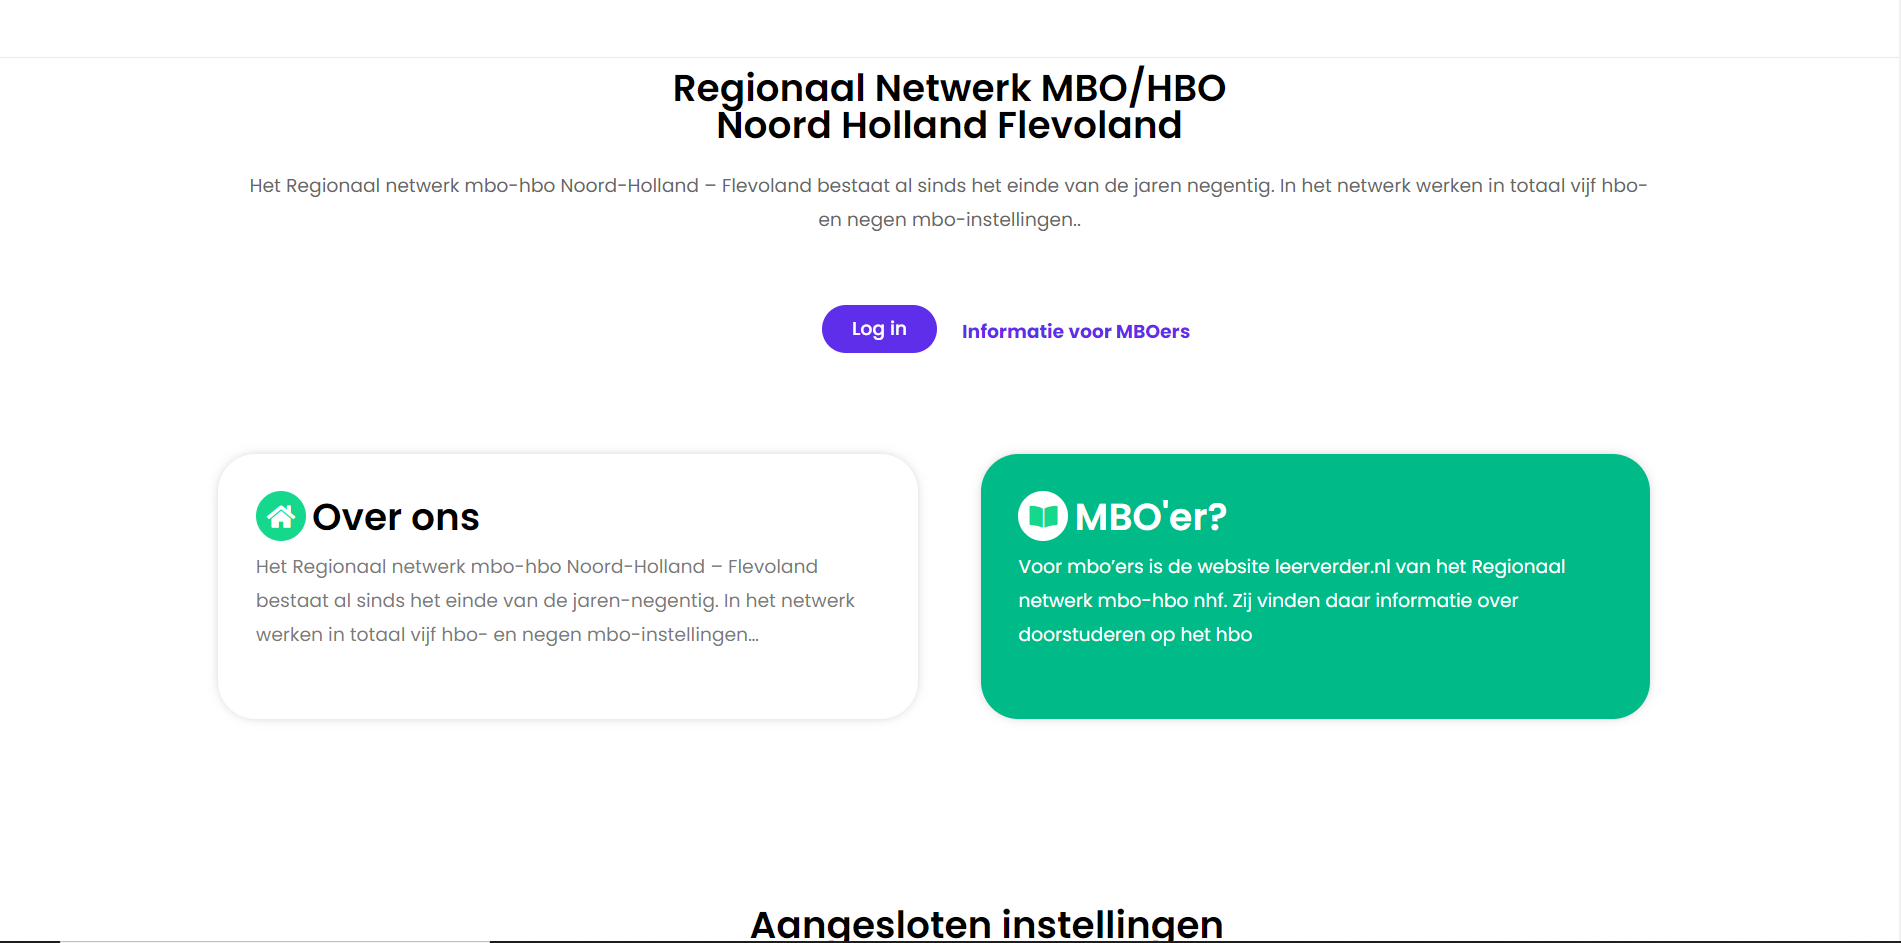 Regionaal Netwerk MBO/HBO
Noord Holland Flevoland
Het Regionaal netwerk mbo-hbo Noord-Holland – Flevoland bestaat al sinds het einde van de jaren negentig. In het netwerk werken in totaal vijf hbo-
en negen mbo-instellingen..
Log in
Informatie voor MBOers
Over ons
Het Regionaal netwerk mbo-hbo Noord-Holland – Flevoland
bestaat al sinds het einde van de jaren-negentig. In het netwerk
werken in totaal vijf hbo- en negen mbo-instellingen…
MBO'er?
Voor mbo’ers is de website leerverder.nl van het Regionaal
netwerk mbo-hbo nhf. Zij vinden daar informatie over
doorstuderen op het hbo
Aangesloten instellingen